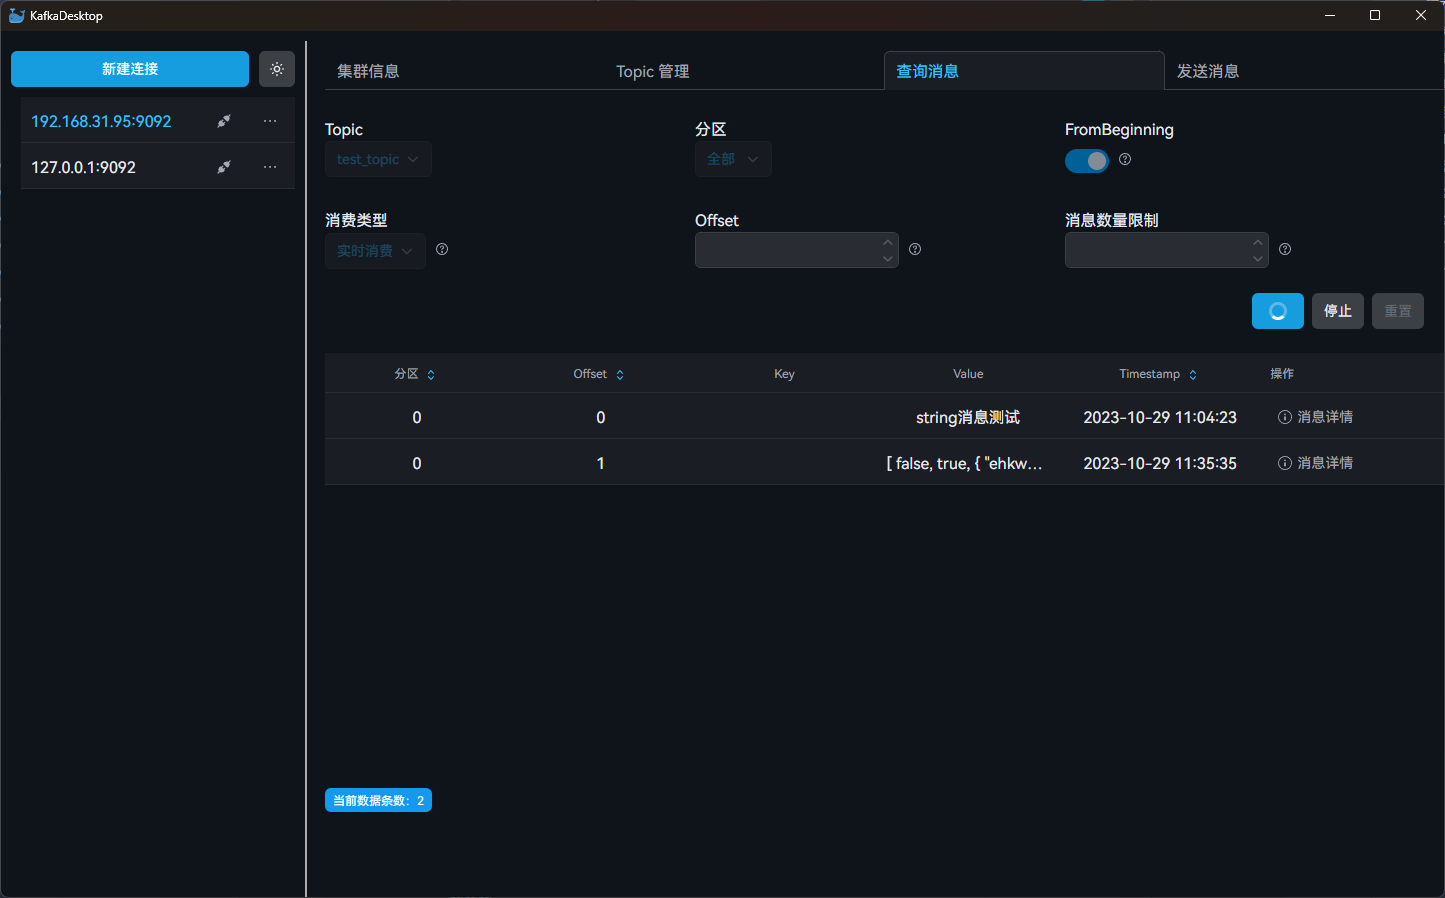 KafkaDesktop
新建连接
192.168.31.95:9092
127.0.0.1:9092
集群信息
Topic 管理
查询消息
发送消息
Topic
分区
FromBeginning
test_topic
全部
消费类型
Offset
消息数量限制
实时消费
停止
重置
分区 Offset Key Value Timestamp 操作
0 0 string消息测试 2023-10-29 11:04:23 消息详情
0 1 [ false, true, { "ehkw... 2023-10-29 11:35:35 消息详情
当前数据条数：2